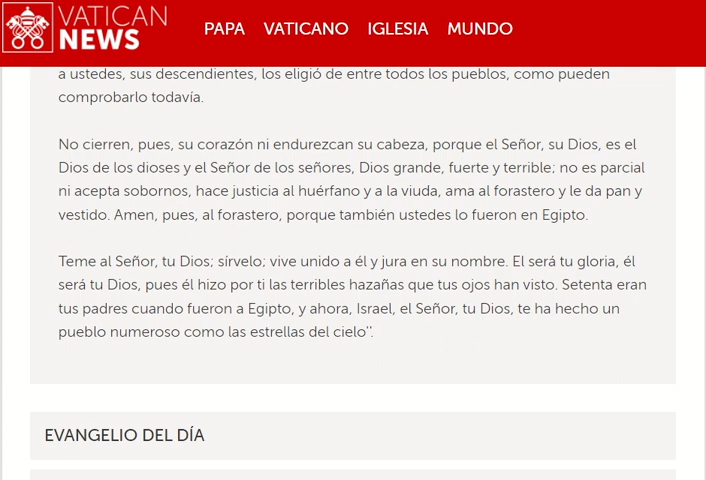 VATICAN
NEWS
PAPA VATICANO IGLESIA MUNDO
a ustedes, sus descendientes, los eligió de entre todos los pueblos, como pueden
comprobarlo todavía.
No cierren, pues, su corazón ni endurezcan su cabeza, porque el Señor, su Dios, es el
Dios de los dioses y el Señor de los señores, Dios grande, fuerte y terrible; no es parcial
ni acepta sobornos, hace justicia al huérfano y a la viuda, ama al forastero y le da pan y
vestido. Amen, pues, al forastero, porque también ustedes lo fueron en Egipto.
Teme al Señor, tu Dios; sírvelo; vive unido a él y jura en su nombre. El será tu gloria, él
será tu Dios, pues él hizo por ti las terribles hazañas que tus ojos han visto. Setenta eran
tus padres cuando fueron a Egipto, y ahora, Israel, el Señor, tu Dios, te ha hecho un
pueblo numeroso como las estrellas del cielo''.
EVANGELIO DEL DÍA